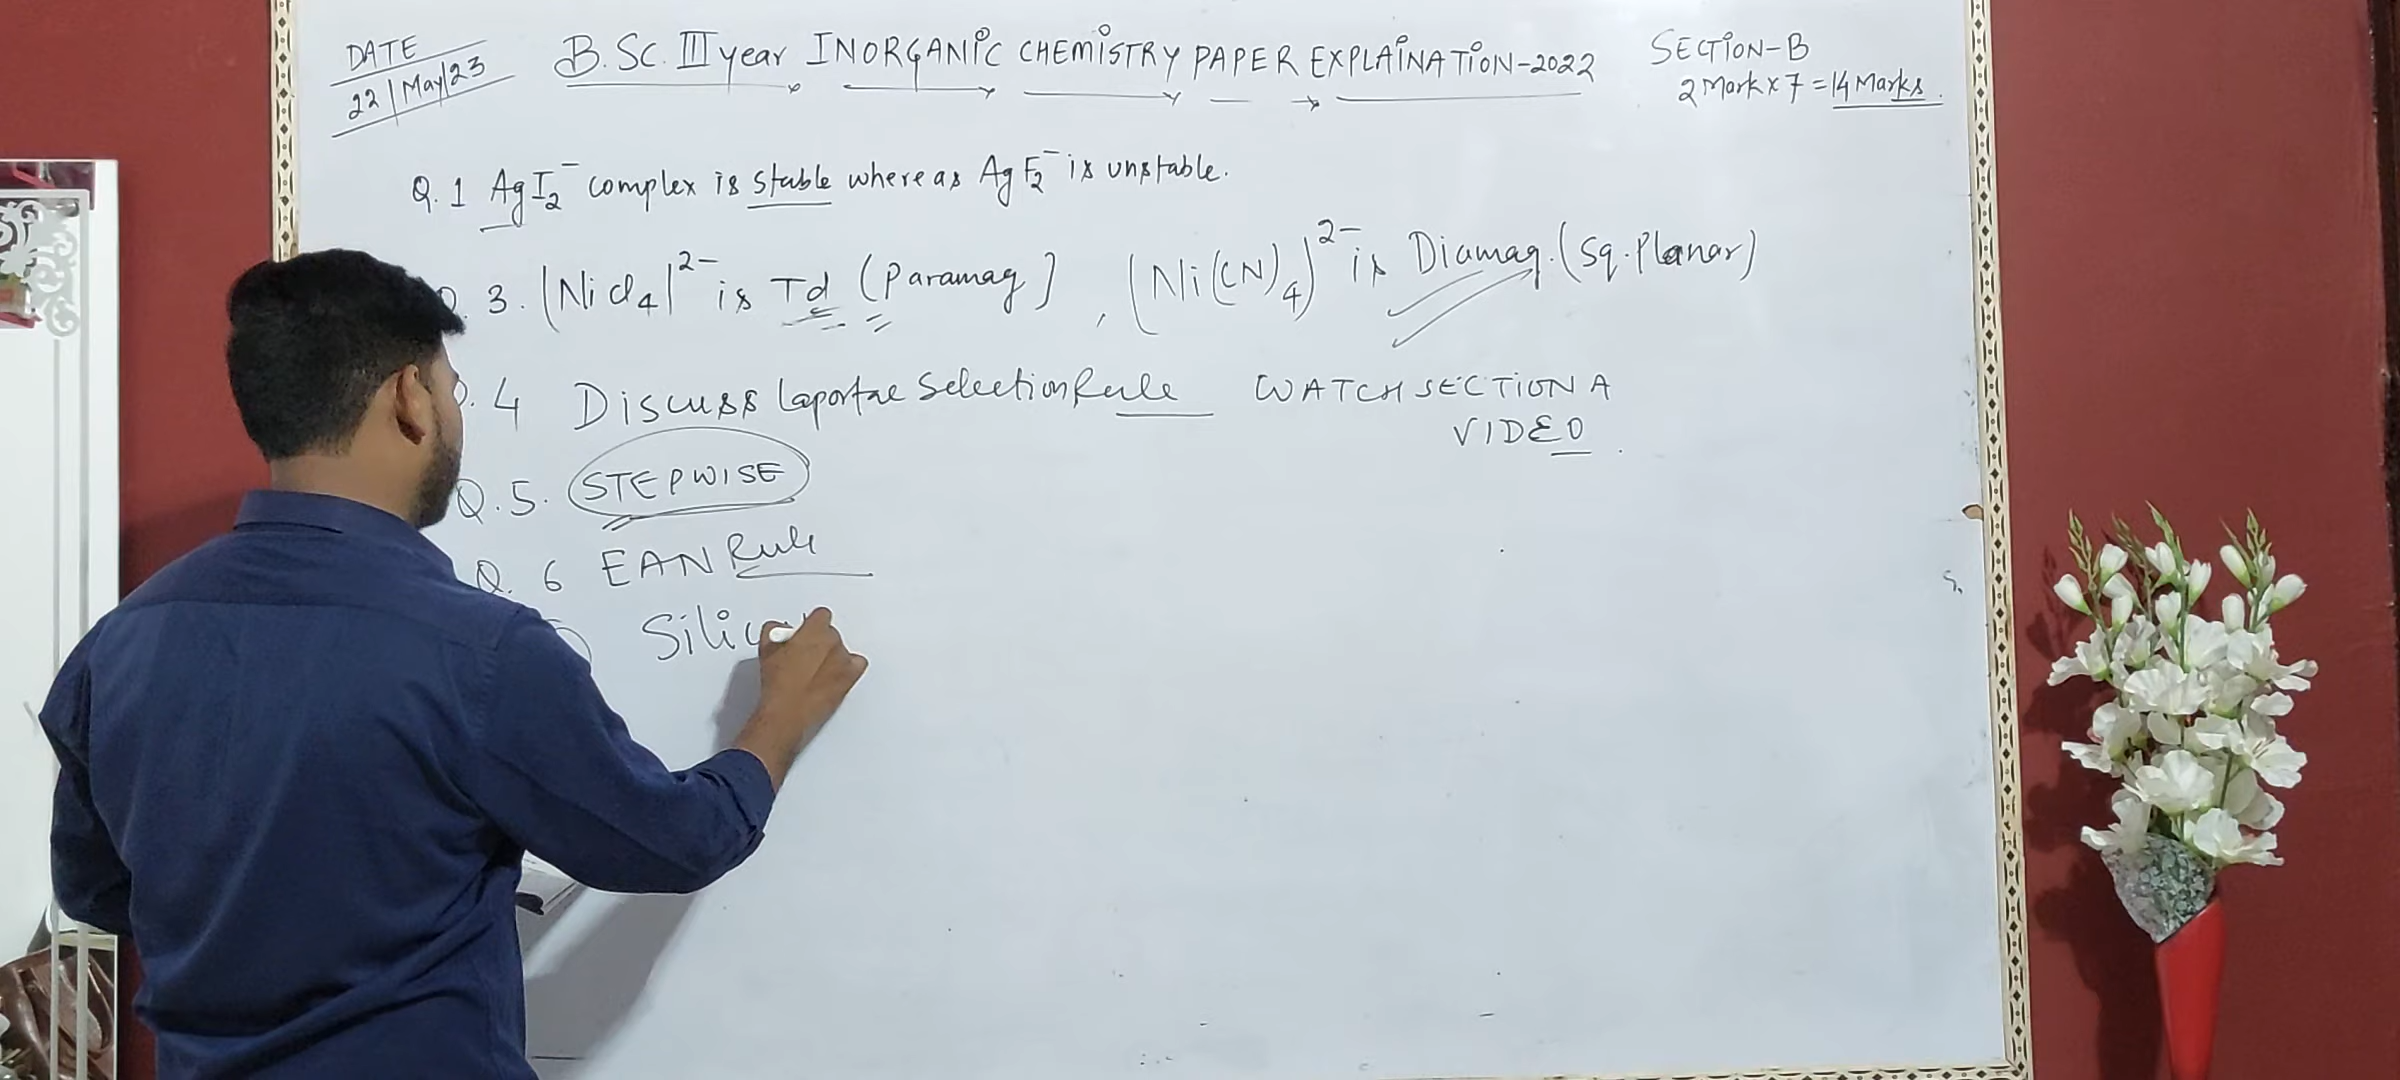 DATE
22/May/23
B.SC. III year INORGANIC CHEMISTRY PAPER EXPLAINATION-2022
SECTION-B
2 Mark x 7 = 14 Marks.
Q. 1 AgI₂⁻ complex is stable whereas AgF₂⁻ is unstable.
Q. 3. [NiCl₄]²⁻ is Td (Paramag) , [Ni(CN)₄]²⁻ is Diamag. (Sq. Planar)
Q. 4 Discuss Laportae Selection Rule WATCH SECTION A
VIDEO.
Q. 5. STEPWISE
Q. 6 EAN Rule